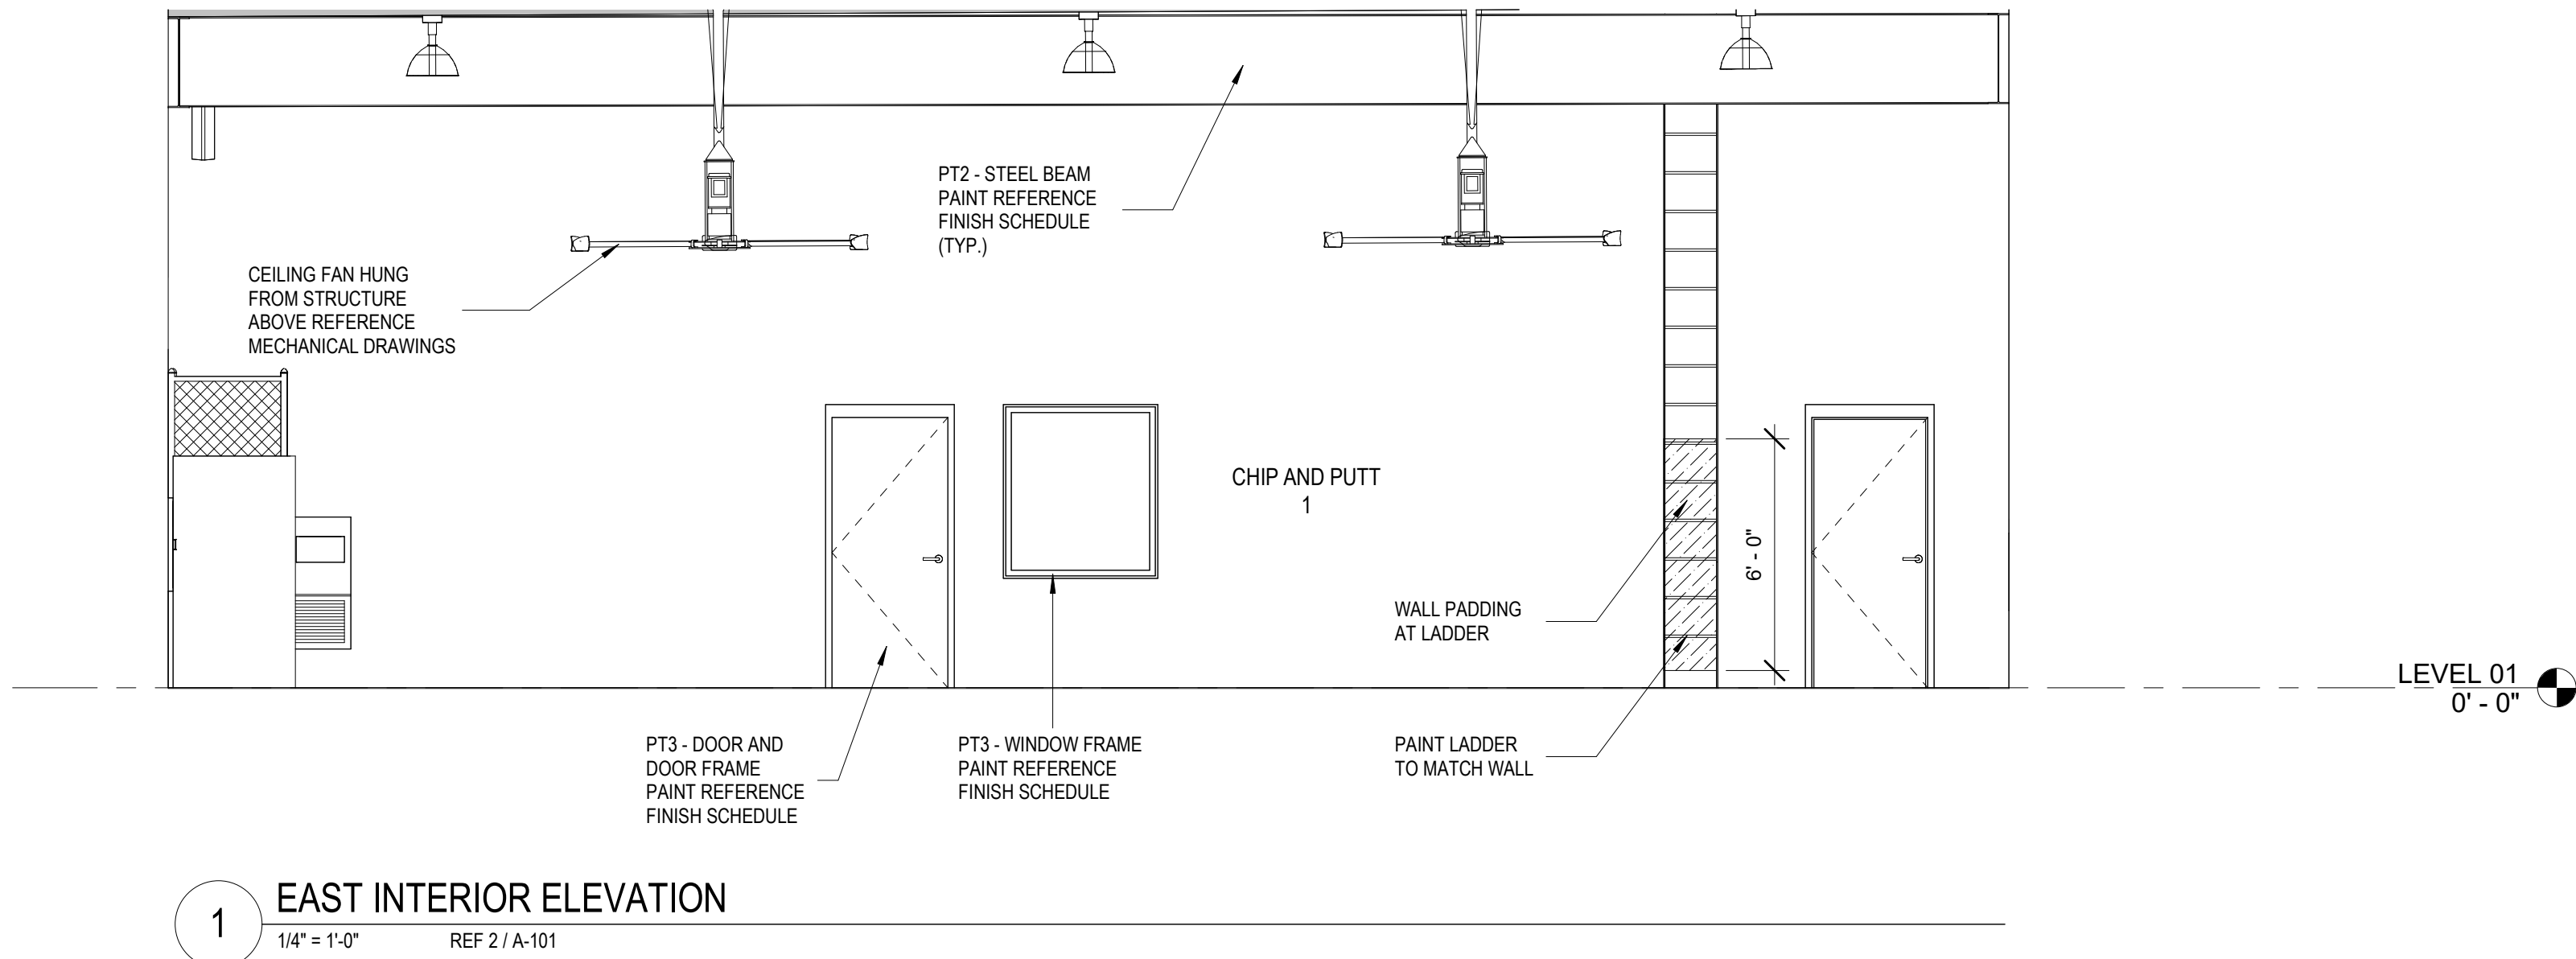 PT2 - STEEL BEAM
PAINT REFERENCE
FINISH SCHEDULE
(TYP.)
CEILING FAN HUNG
FROM STRUCTURE
ABOVE REFERENCE
MECHANICAL DRAWINGS
CHIP AND PUTT
1
WALL PADDING
AT LADDER
6' - 0"
LEVEL 01
0' - 0"
PT3 - DOOR AND
DOOR FRAME
PAINT REFERENCE
FINISH SCHEDULE
PT3 - WINDOW FRAME
PAINT REFERENCE
FINISH SCHEDULE
PAINT LADDER
TO MATCH WALL
1
EAST INTERIOR ELEVATION
1/4" = 1'-0"
REF 2 / A-101